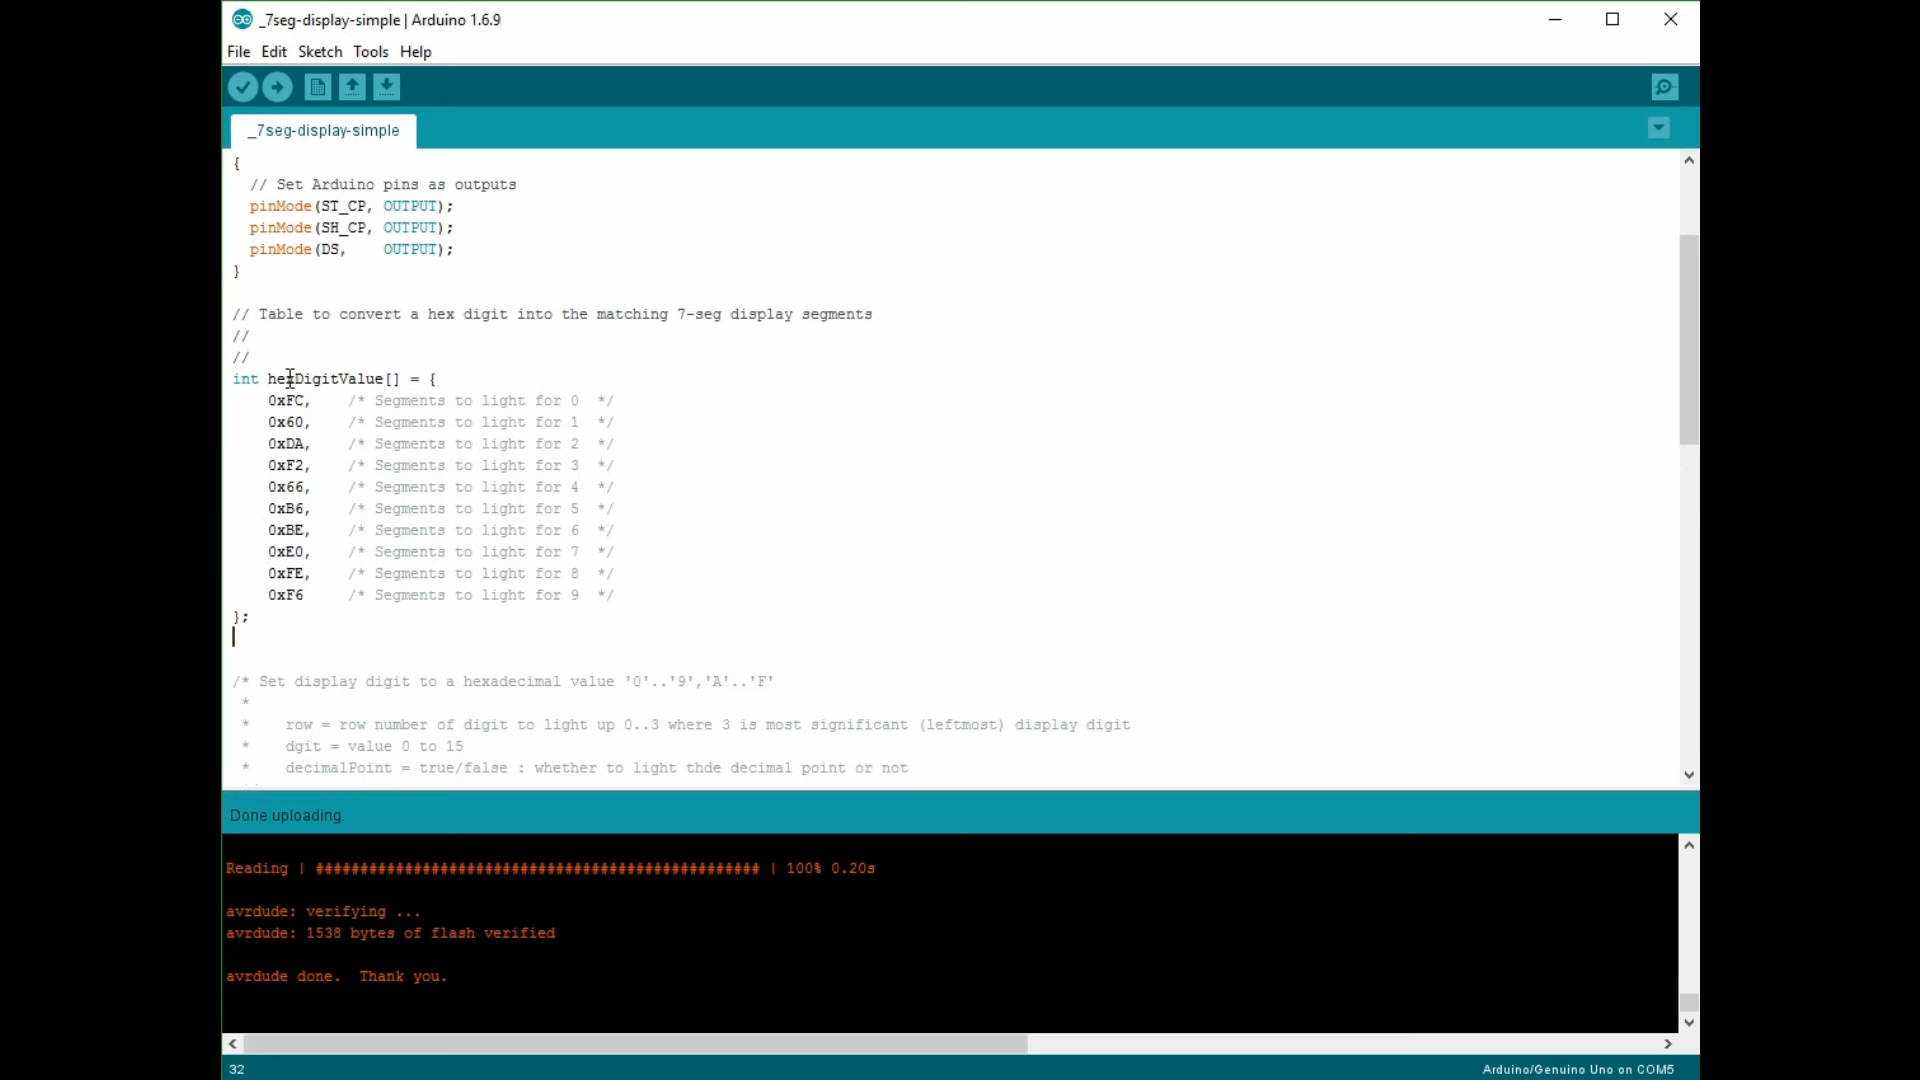 _7seg-display-simple | Arduino 1.6.9
File Edit Sketch Tools Help
_7seg-display-simple
{
// Set Arduino pins as outputs
pinMode(ST_CP, OUTPUT);
pinMode(SH_CP, OUTPUT);
pinMode(DS, OUTPUT);
}
// Table to convert a hex digit into the matching 7-seg display segments
//
//
int hexDigitValue[] = {
0xFC, /* Segments to light for 0 */
0x60, /* Segments to light for 1 */
0xDA, /* Segments to light for 2 */
0xF2, /* Segments to light for 3 */
0x66, /* Segments to light for 4 */
0xB6, /* Segments to light for 5 */
0xBE, /* Segments to light for 6 */
0xE0, /* Segments to light for 7 */
0xFE, /* Segments to light for 8 */
0xF6 /* Segments to light for 9 */
};
/* Set display digit to a hexadecimal value '0'..'9','A'..'F'
*
* row = row number of digit to light up 0..3 where 3 is most significant (leftmost) display digit
* dgit = value 0 to 15
* decimalPoint = true/false : whether to light thde decimal point or not
Done uploading.
Reading | ################################################## | 100% 0.20s
avrdude: verifying ...
avrdude: 1538 bytes of flash verified
avrdude done. Thank you.
32
Arduino/Genuino Uno on COM5